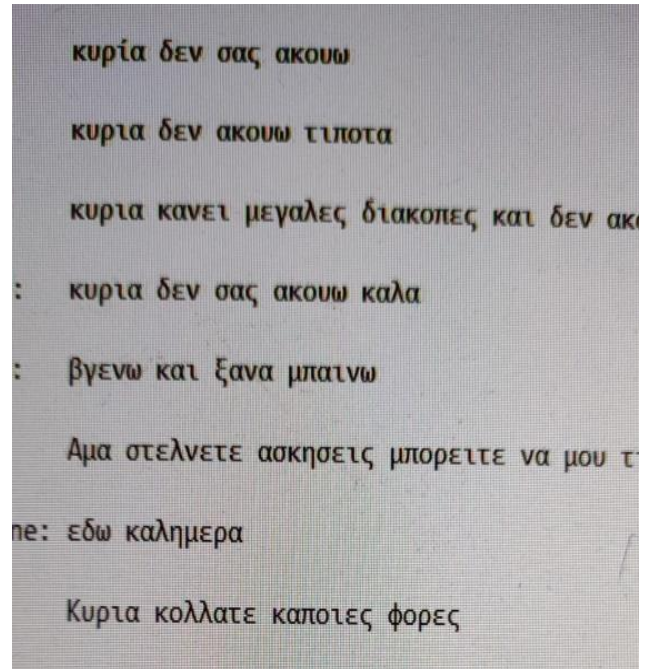 κυρία δεν σας ακουω
κυρια δεν ακουω τιποτα
κυρια κανει μεγαλες διακοπες και δεν
: κυρια δεν σας ακουω καλα
: βγενω και ξανα μπαινω
Αμα στελνετε ασκησεις μπορειτε να μου
ne: εδω καλημερα
Κυρια κολλατε καποιες φορες